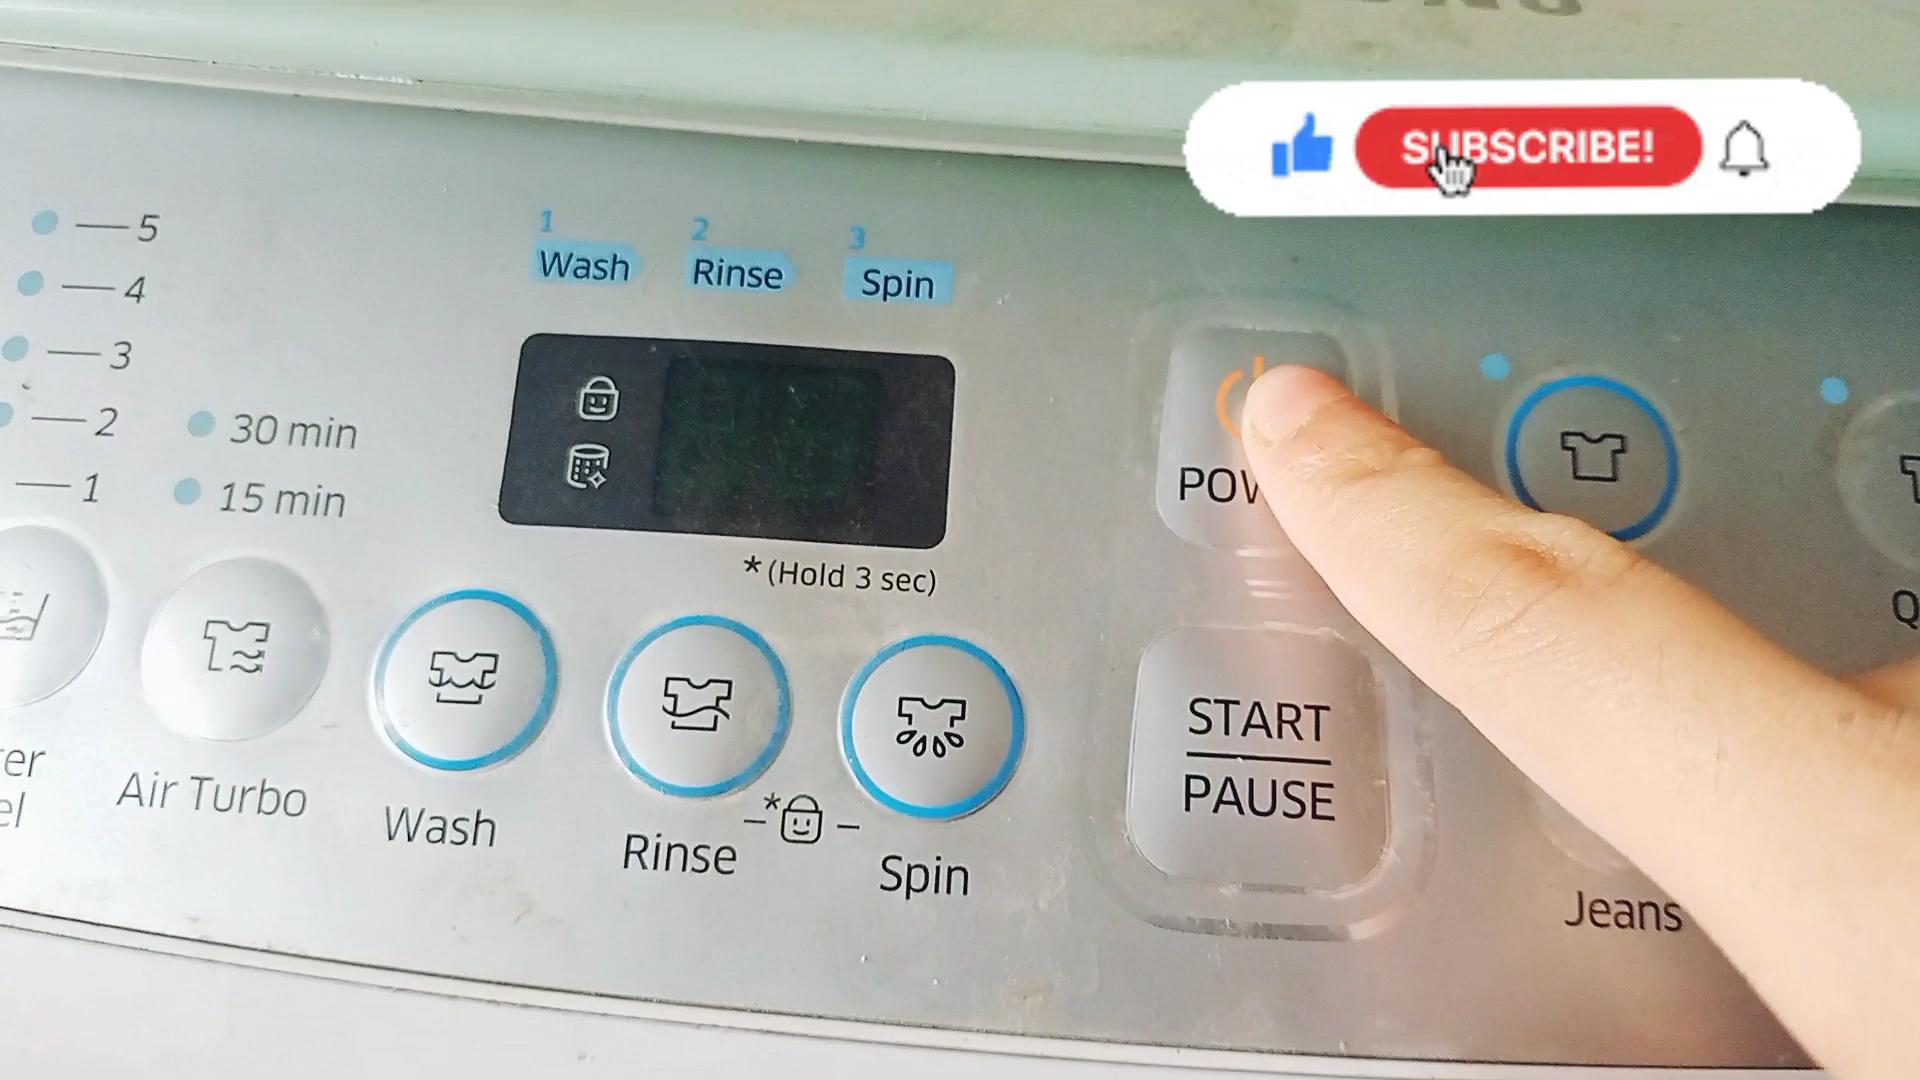 SUBSCRIBE!
5
4
3
2
1
30 min
15 min
1
Wash
2
Rinse
3
Spin
* (Hold 3 sec)
Air Turbo
Wash
Rinse
*
Spin
START
PAUSE
Jeans